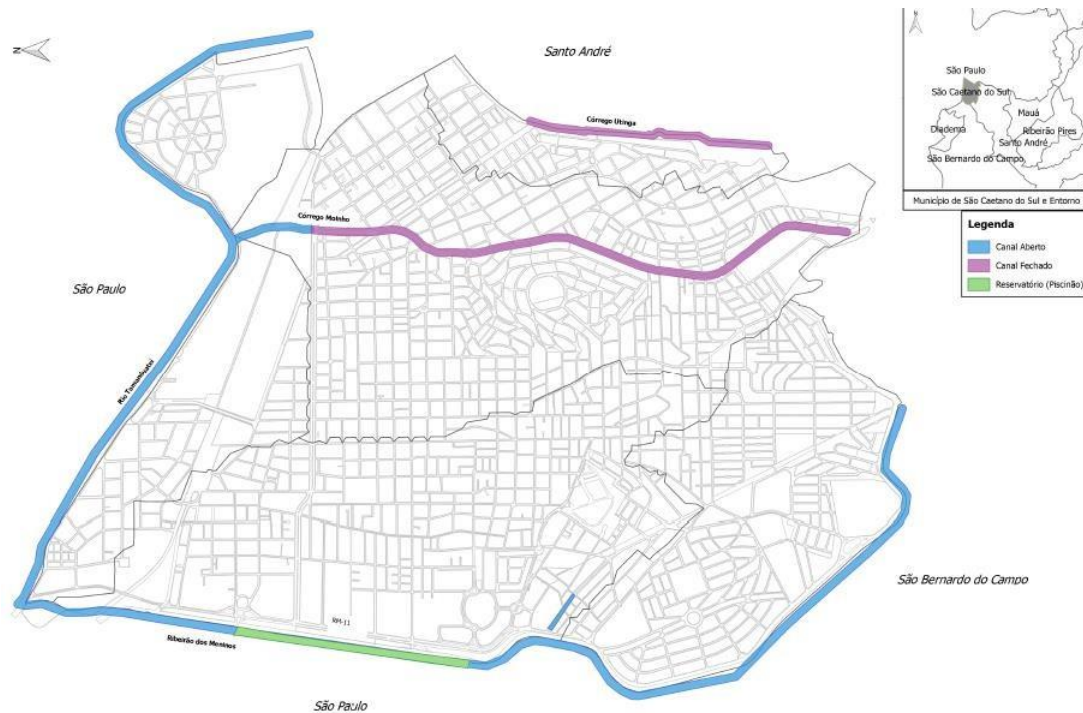 N
Santo André
São Paulo
São Caetano do Sul
Mauá
Diadema
Ribeirão Pires
Santo André
São Bernardo do Campo
Município de São Caetano do Sul e Entorno
Legenda
Canal Aberto
Canal Fechado
Reservatório (Piscinão)
Córrego Utinga
Córrego Moinho
São Paulo
Rio Tamanduateí
São Bernardo do Campo
RM-11
Ribeirão dos Meninos
São Paulo